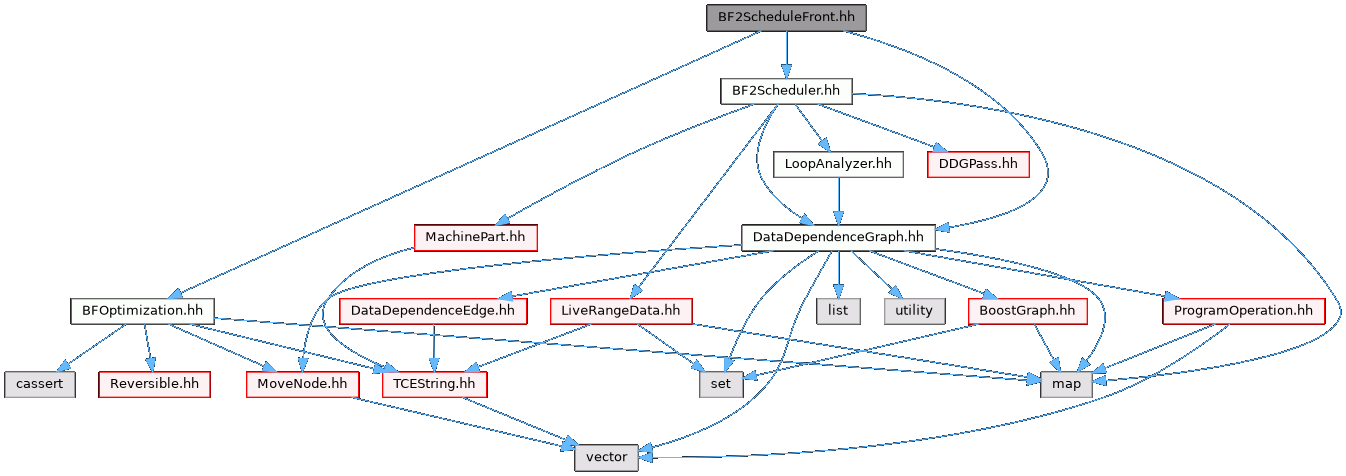 BF2ScheduleFront.hh
BF2Scheduler.hh
LoopAnalyzer.hh
DDGPass.hh
MachinePart.hh
DataDependenceGraph.hh
BFOptimization.hh
DataDependenceEdge.hh
LiveRangeData.hh
list
utility
BoostGraph.hh
ProgramOperation.hh
cassert
Reversible.hh
MoveNode.hh
TCEString.hh
set
map
vector